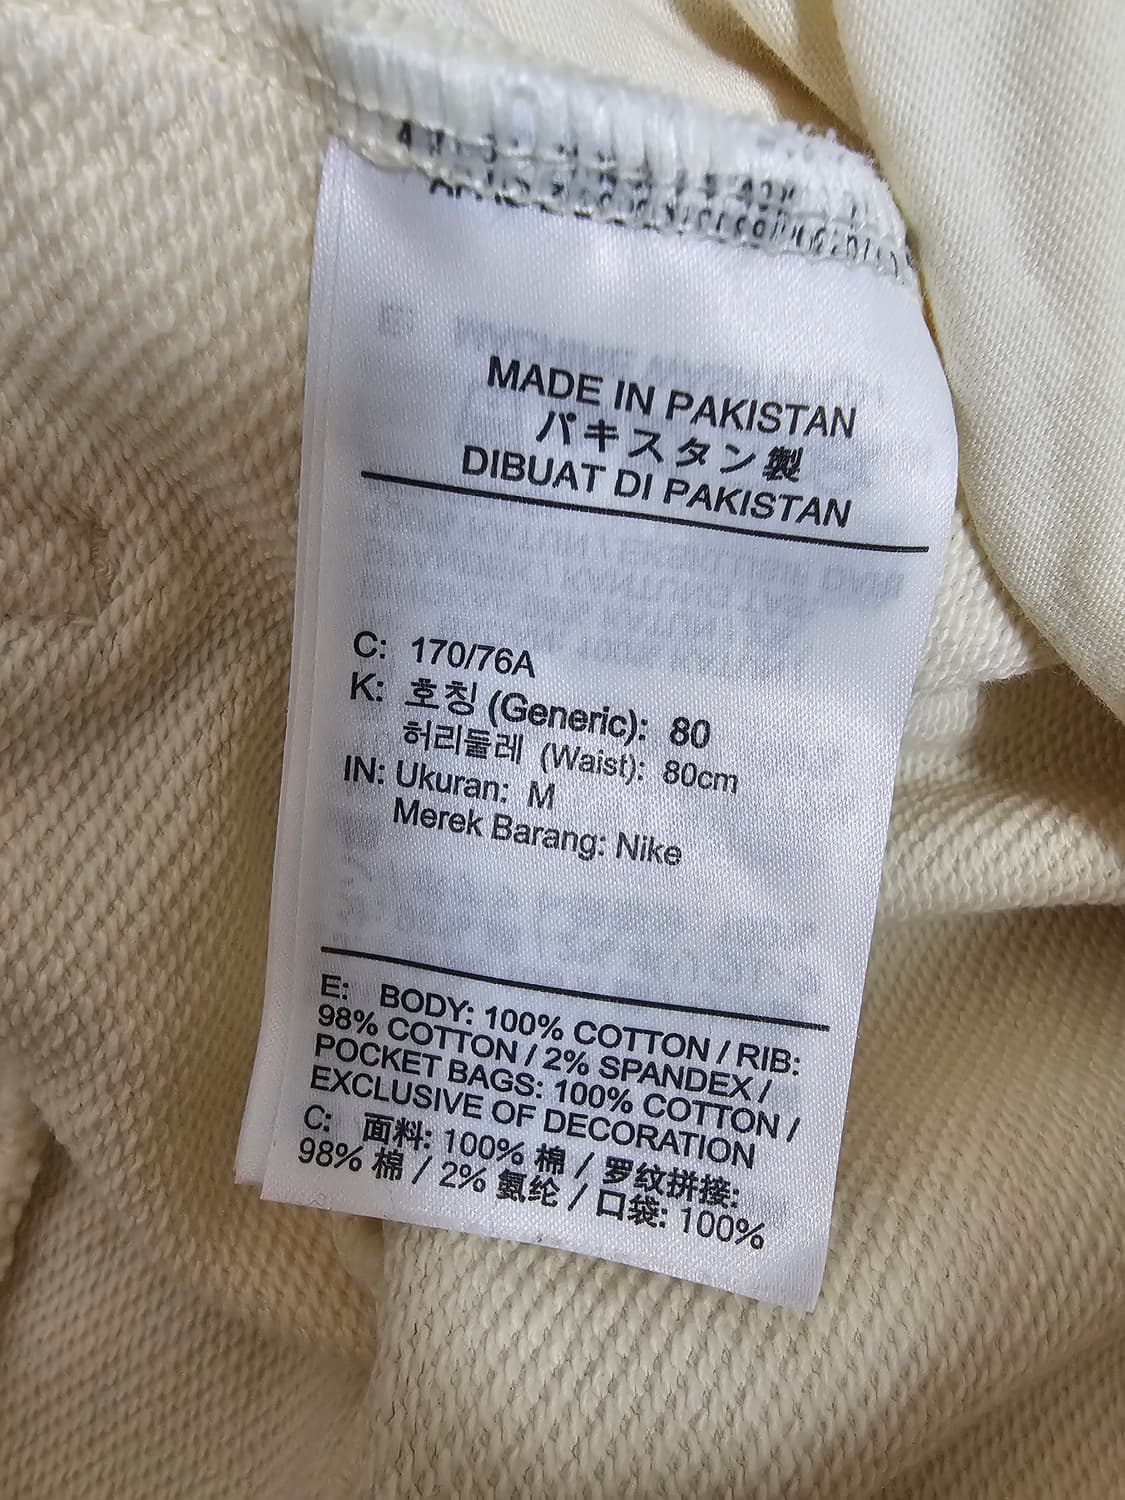 MADE IN PAKISTAN
パキスタン製
DIBUAT DI PAKISTAN
C: 170/76A
K: 호칭 (Generic): 80
허리둘레 (Waist): 80cm
IN: Ukuran: M
Merek Barang: Nike
E: BODY: 100% COTTON / RIB:
98% COTTON / 2% SPANDEX /
POCKET BAGS: 100% COTTON /
EXCLUSIVE OF DECORATION
C: 面料: 100% 棉 / 罗纹拼接:
98% 棉 / 2% 氨纶 / 口袋: 100%